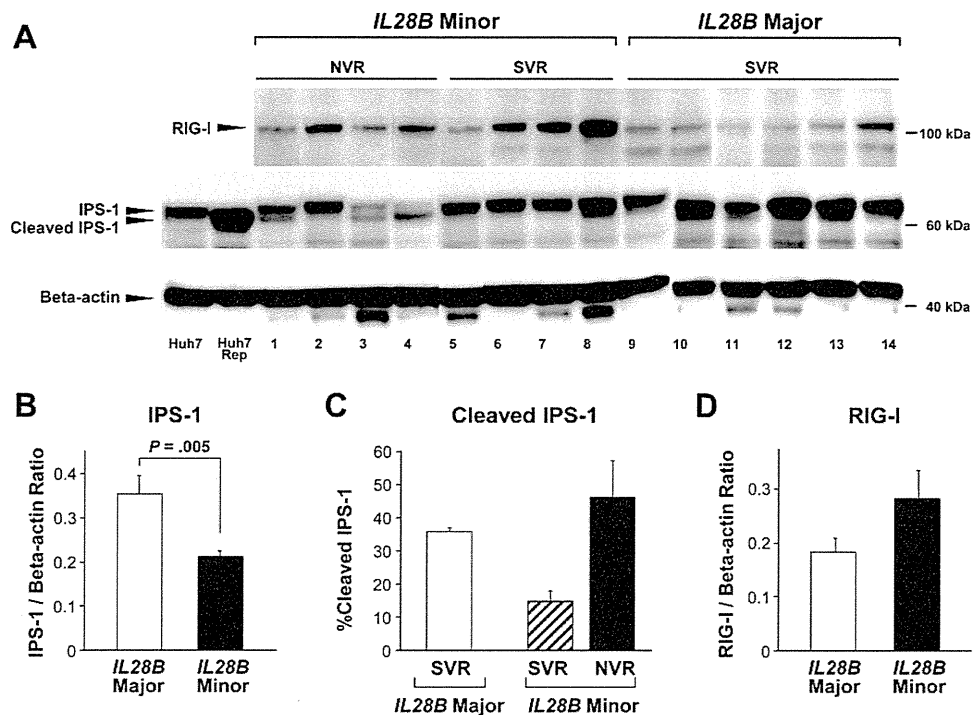 A
IL28B Minor
IL28B Major
NVR
SVR
SVR
RIG-I
100 kDa
IPS-1
Cleaved IPS-1
60 kDa
Beta-actin
40 kDa
Huh7
Huh7 Rep
1 2 3 4 5 6 7 8 9 10 11 12 13 14
B
IPS-1
P = .005
IPS-1 / Beta-actin Ratio
0.4
0.3
0.2
0.1
0
IL28B Major
IL28B Minor
C
Cleaved IPS-1
%Cleaved IPS-1
60
50
40
30
20
10
0
SVR
SVR
NVR
IL28B Major
IL28B Minor
D
RIG-I
RIG-I / Beta-actin Ratio
0.3
0.2
0.1
0
IL28B Major
IL28B Minor